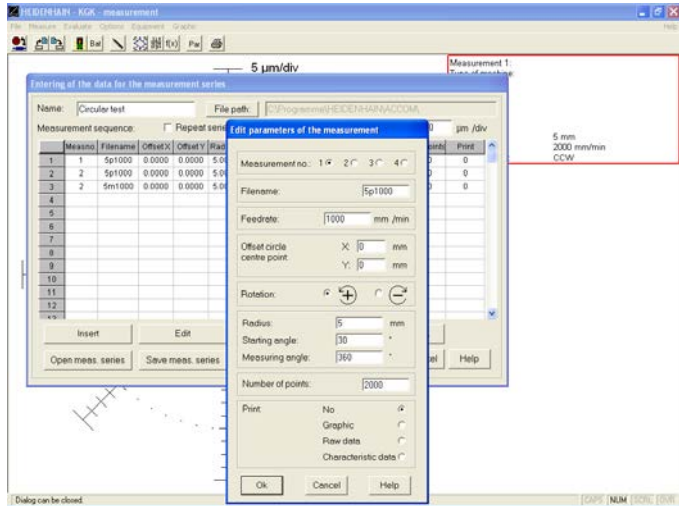 HEIDENHAIN - KGK - measurement
File Measure Evaluate Options Equipment Graphic Help
Bat f(x) Par
5 µm/div
Measurement 1:
Type of machine:
5 mm
2000 mm/min
CCW
Entering of the data for the measurement series
Name: Circular test File path: C:\Programme\HEIDENHAIN\ACCOM\
Measurement sequence: Repeat series µm /div
Measno. Filename Offset X Offset Y Print
1 1 5p1000 0.0000 0.0000 0
2 2 5p1000 0.0000 0.0000 0
3 2 5m1000 0.0000 0.0000 0
4
5
6
7
8
9
10
11
12
Insert Edit
Open meas. series Save meas. series Help
Edit parameters of the measurement
Measurement no.: 1 2 3 4
Filename: 5p1000
Feedrate: 1000 mm /min
Offset circle X: 0 mm
centre point: Y: 0 mm
Rotation:
Radius: 5 mm
Starting angle: 30 °
Measuring angle: 360 °
Number of points: 2000
Print: No
Graphic
Raw data
Characteristic data
Ok Cancel Help
Dialog can be closed. CAPS NUM SCRL OVR